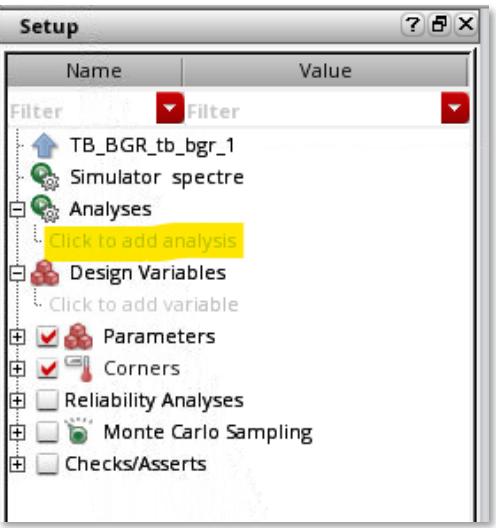 Setup
Name Value
Filter Filter
TB_BGR_tb_bgr_1
Simulator spectre
Analyses
Click to add analysis
Design Variables
Click to add variable
Parameters
Corners
Reliability Analyses
Monte Carlo Sampling
Checks/Asserts